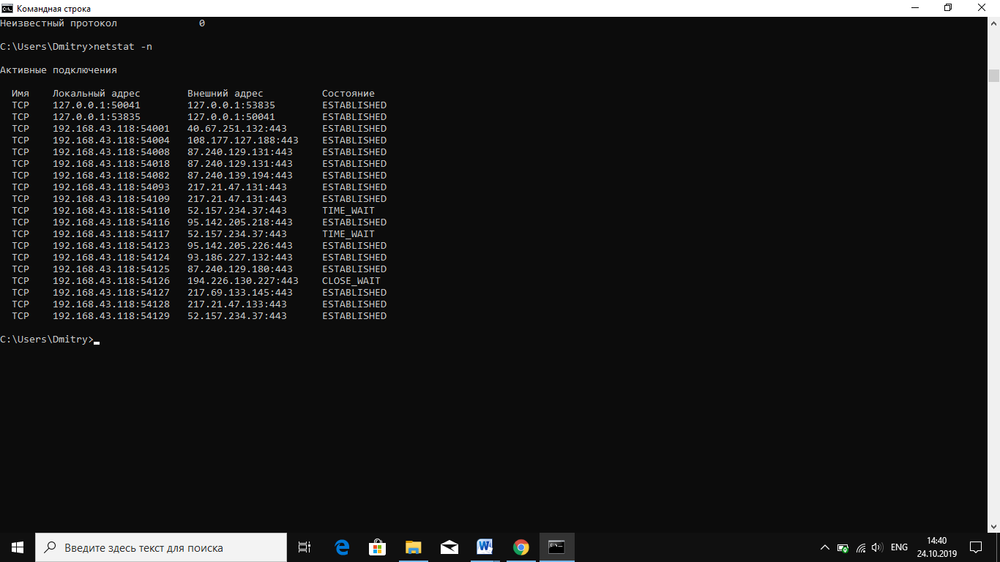 Командная строка
Неизвестный протокол 0
C:\Users\Dmitry>netstat -n
Активные подключения
Имя Локальный адрес Внешний адрес Состояние
TCP 127.0.0.1:50041 127.0.0.1:53835 ESTABLISHED
TCP 127.0.0.1:53835 127.0.0.1:50041 ESTABLISHED
TCP 192.168.43.118:54001 40.67.251.132:443 ESTABLISHED
TCP 192.168.43.118:54004 108.177.127.188:443 ESTABLISHED
TCP 192.168.43.118:54008 87.240.129.131:443 ESTABLISHED
TCP 192.168.43.118:54018 87.240.129.131:443 ESTABLISHED
TCP 192.168.43.118:54082 87.240.139.194:443 ESTABLISHED
TCP 192.168.43.118:54093 217.21.47.131:443 ESTABLISHED
TCP 192.168.43.118:54109 217.21.47.131:443 ESTABLISHED
TCP 192.168.43.118:54110 52.157.234.37:443 TIME_WAIT
TCP 192.168.43.118:54116 95.142.205.218:443 ESTABLISHED
TCP 192.168.43.118:54117 52.157.234.37:443 TIME_WAIT
TCP 192.168.43.118:54123 95.142.205.226:443 ESTABLISHED
TCP 192.168.43.118:54124 93.186.227.132:443 ESTABLISHED
TCP 192.168.43.118:54125 87.240.129.180:443 ESTABLISHED
TCP 192.168.43.118:54126 194.226.130.227:443 CLOSE_WAIT
TCP 192.168.43.118:54127 217.69.133.145:443 ESTABLISHED
TCP 192.168.43.118:54128 217.21.47.133:443 ESTABLISHED
TCP 192.168.43.118:54129 52.157.234.37:443 ESTABLISHED
C:\Users\Dmitry>
Введите здесь текст для поиска
ENG
14:40
24.10.2019